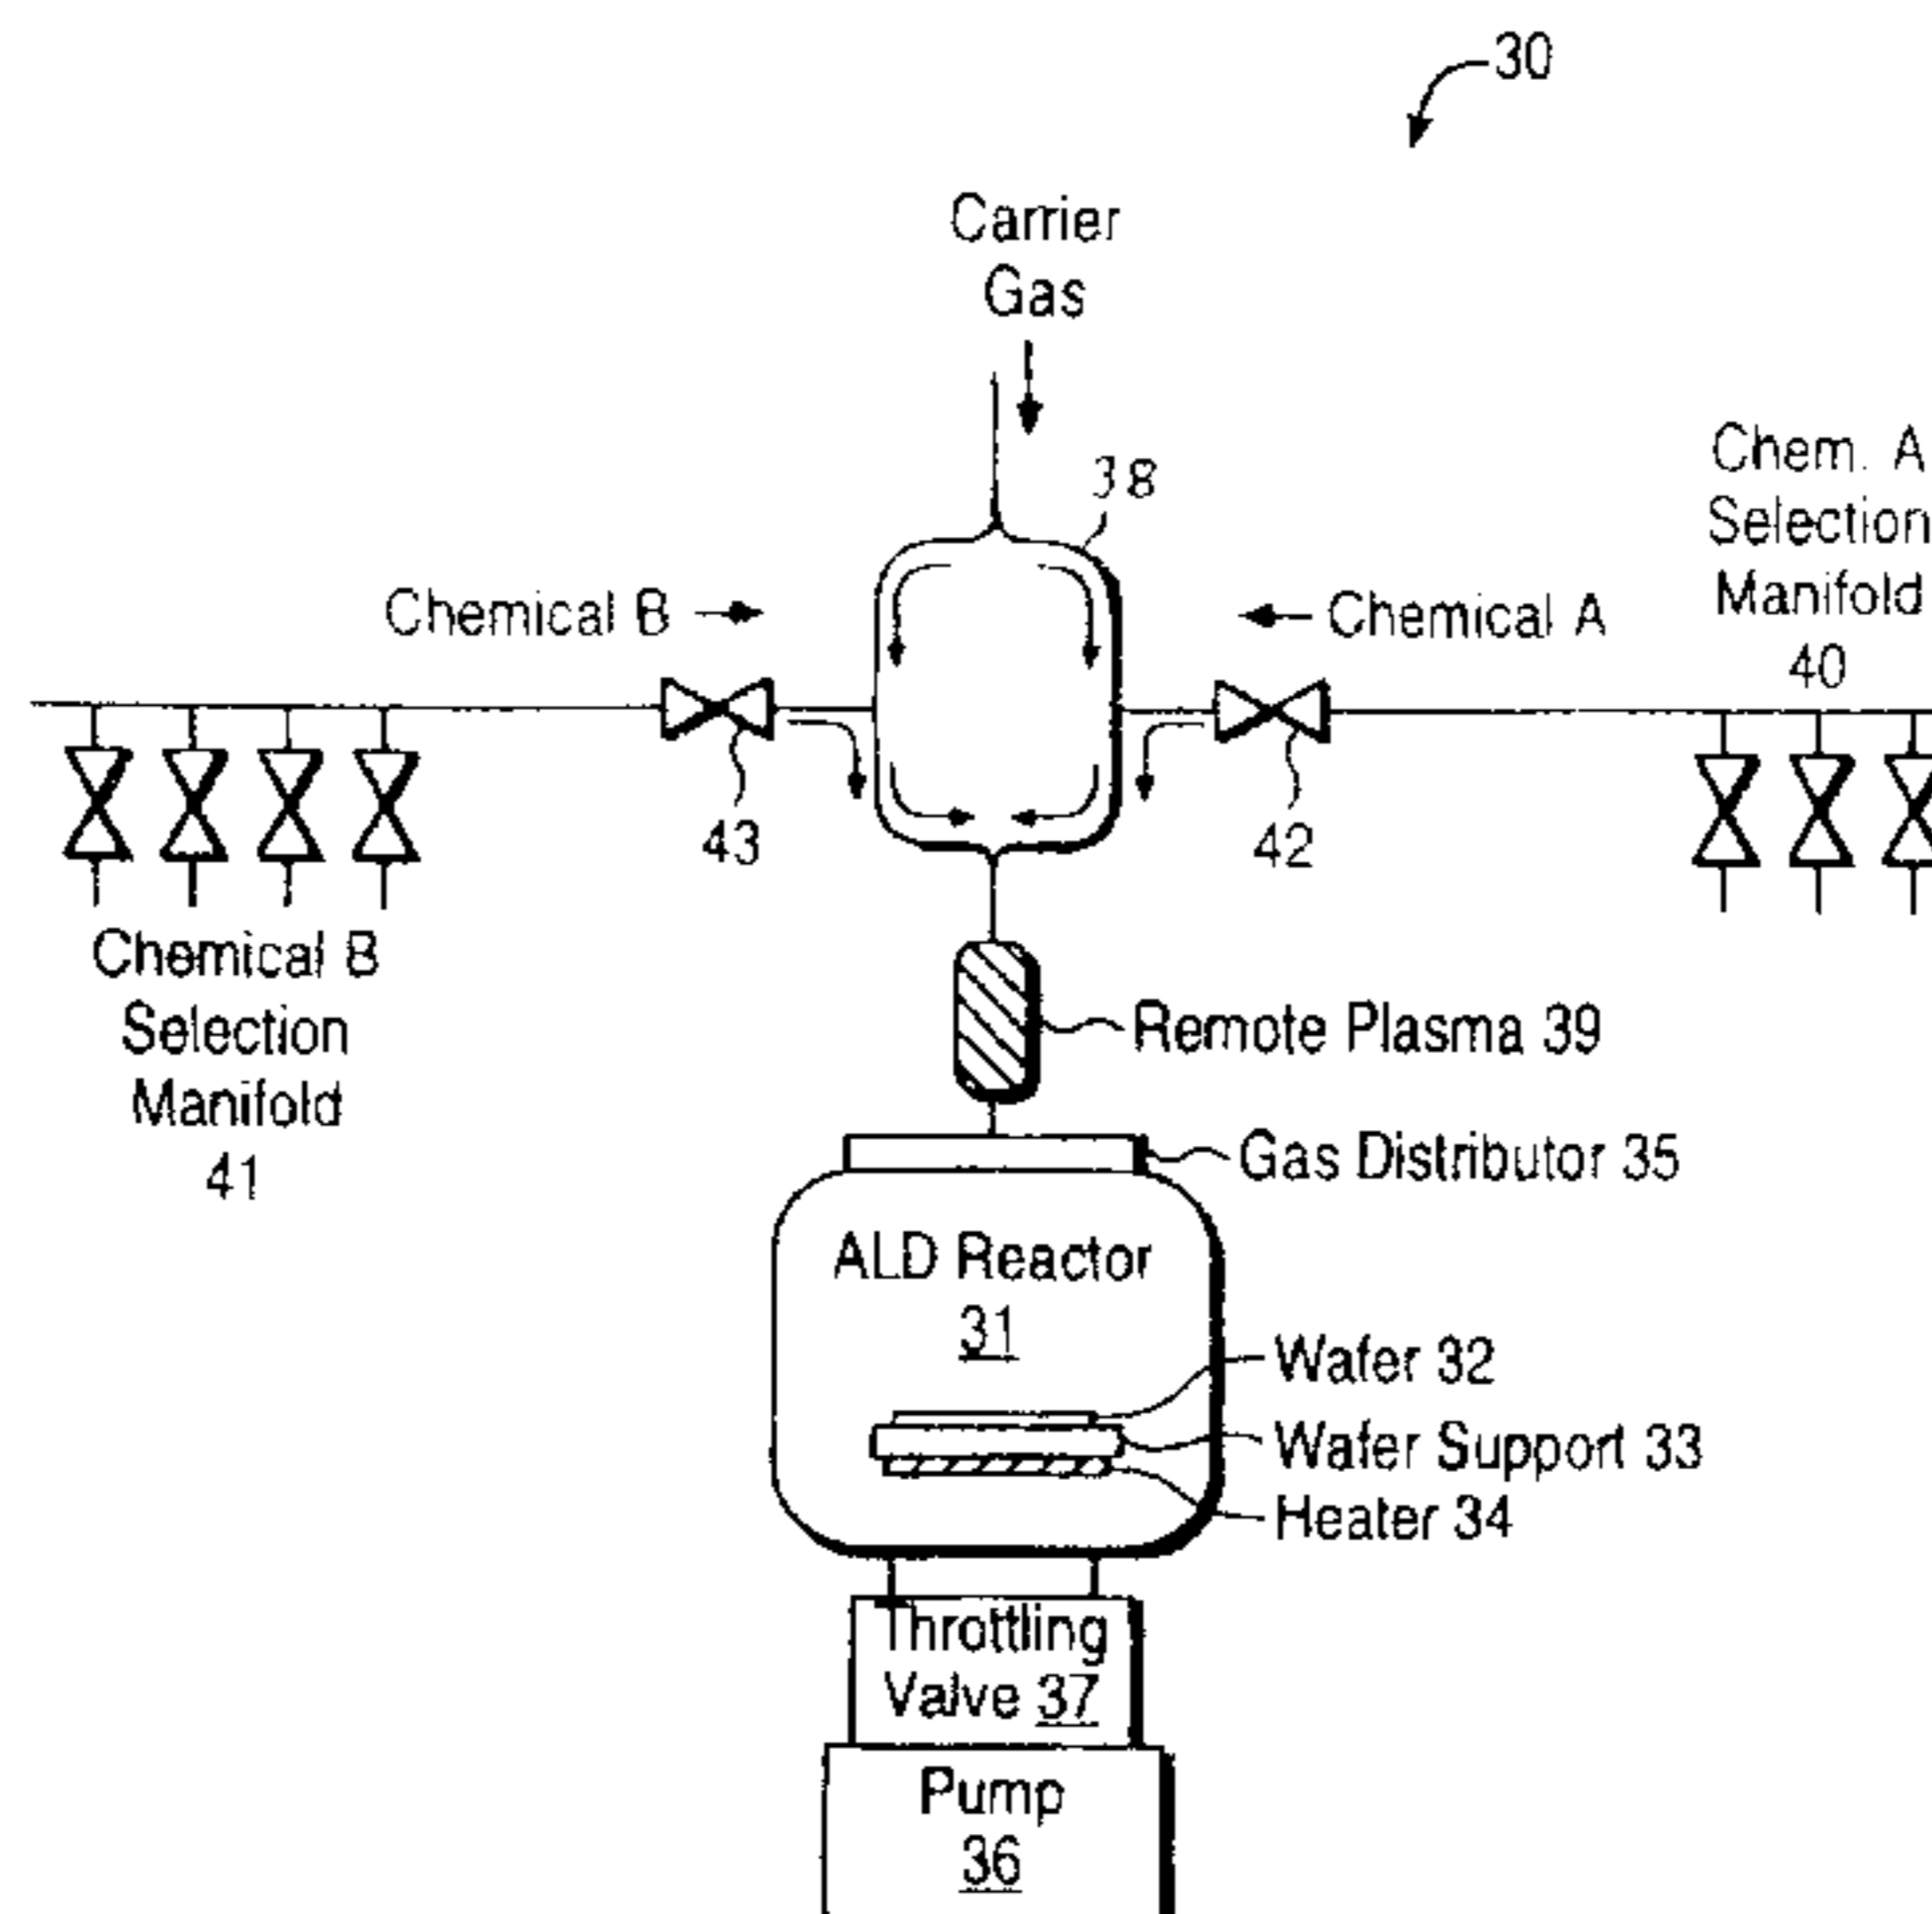 30
Carrier
Gas
38
Chem. A
Selection
Manifold
40
Chemical B
Chemical A
43
42
Chemical B
Selection
Manifold
41
Remote Plasma 39
Gas Distributor 35
ALD Reactor
31
Wafer 32
Wafer Support 33
Heater 34
Throttling
Valve 37
Pump
36